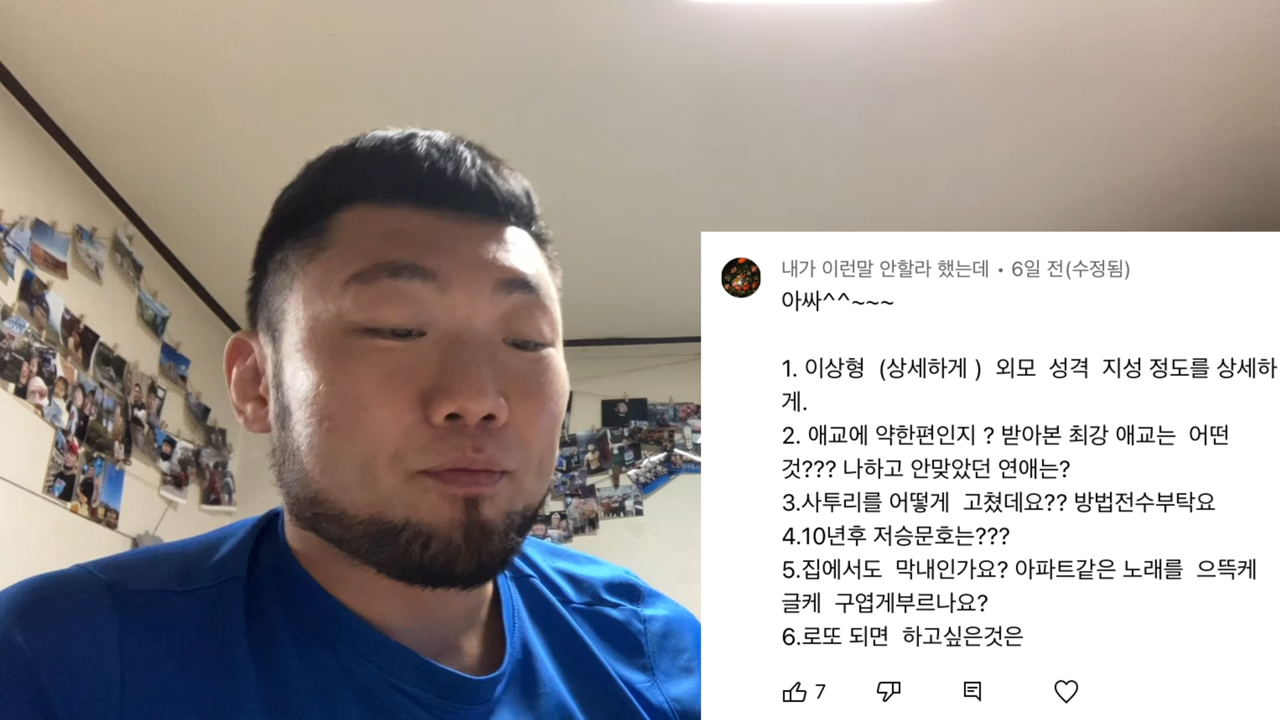 내가 이런말 안할라 했는데 • 6일 전(수정됨)
아싸^^~~~
1. 이상형 (상세하게 ) 외모 성격 지성 정도를 상세하
게.
2. 애교에 약한편인지 ? 받아본 최강 애교는 어떤
것??? 나하고 안맞았던 연애는?
3.사투리를 어떻게 고쳤데요?? 방법전수부탁요
4.10년후 저승문호는???
5.집에서도 막내인가요? 아파트같은 노래를 으뜩케
글케 구엽게부르나요?
6.로또 되면 하고싶은것은
7